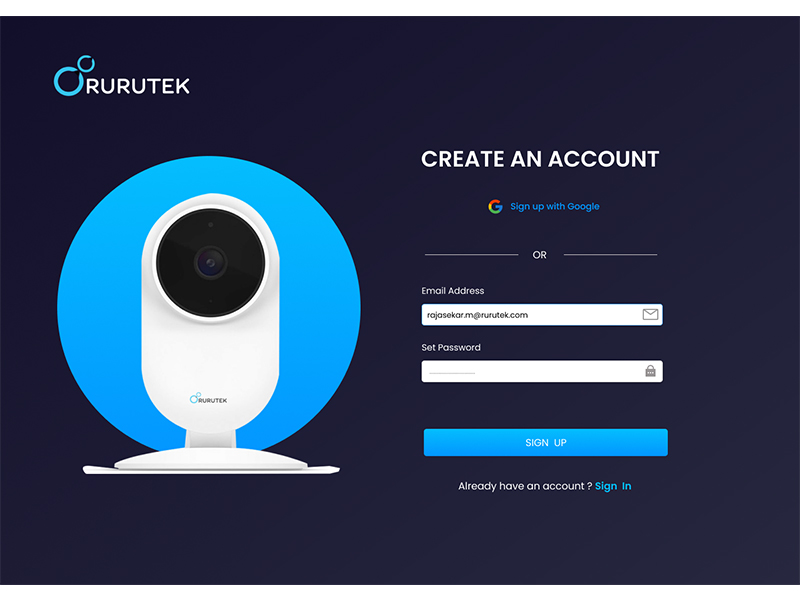 RURUTEK
CREATE AN ACCOUNT
Sign up with Google
OR
Email Address
rajasekar.m@rurutek.com
Set Password
SIGN UP
Already have an account ? Sign In
RURUTEK